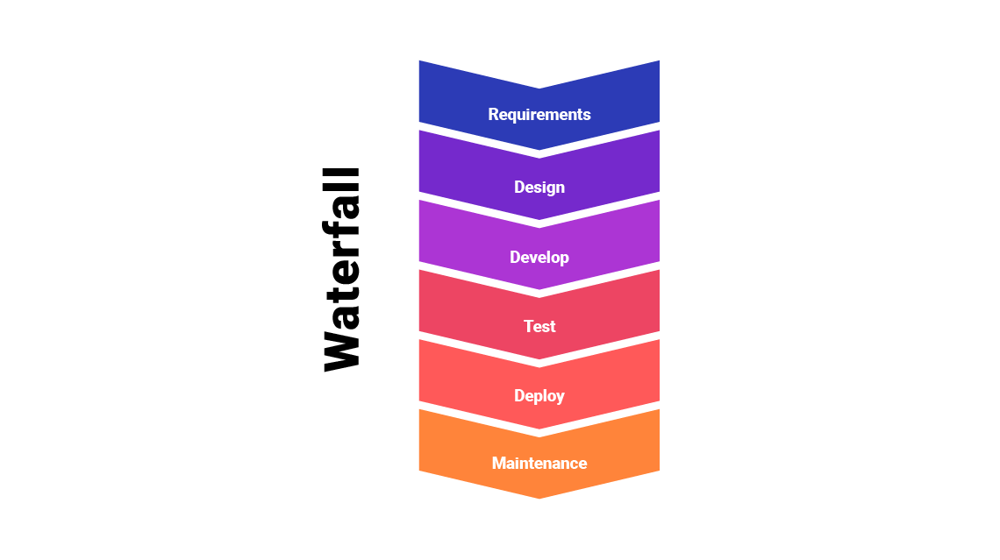 Waterfall
Requirements
Design
Develop
Test
Deploy
Maintenance